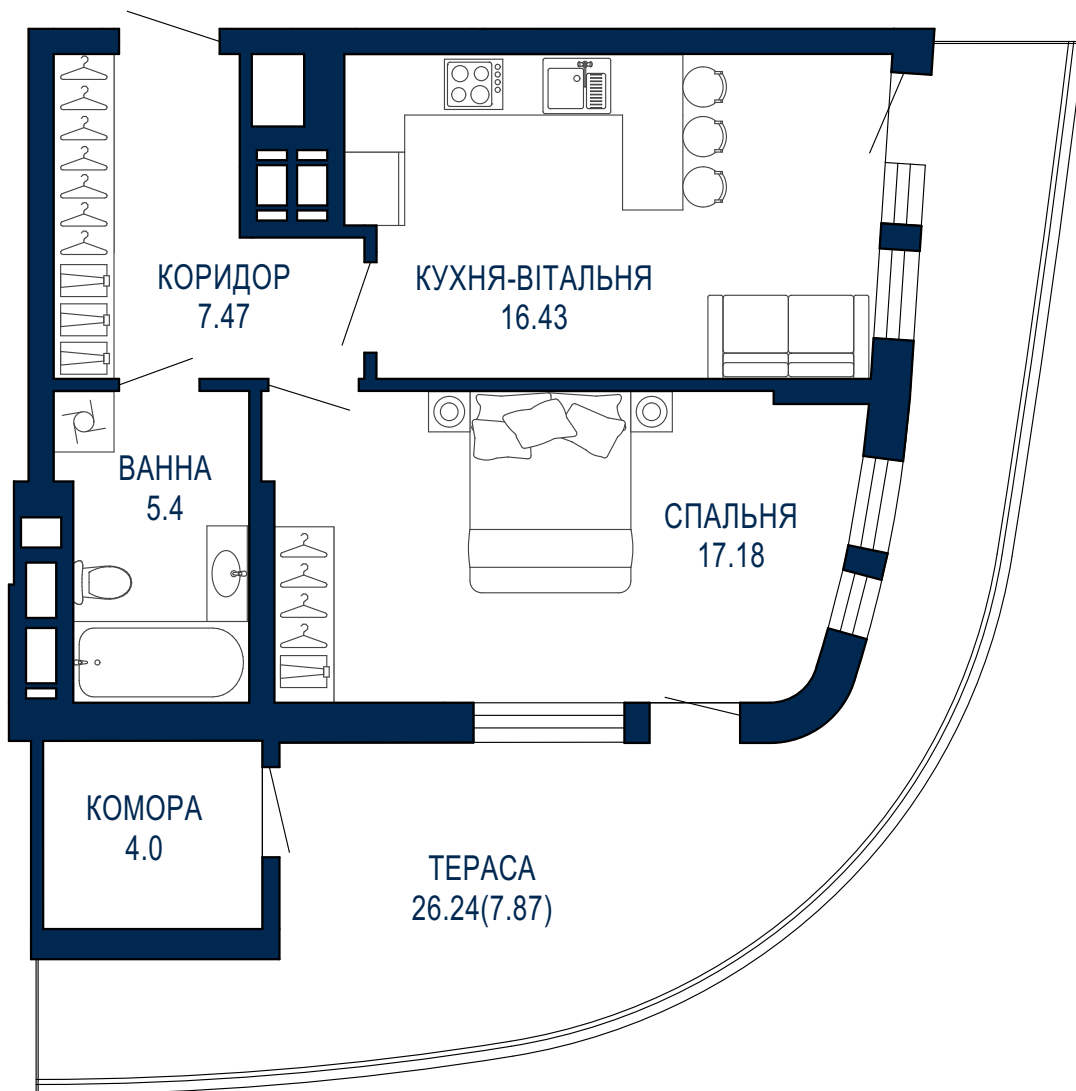 КОРИДОР
7.47
КУХНЯ-ВІТАЛЬНЯ
16.43
ВАННА
5.4
СПАЛЬНЯ
17.18
КОМОРА
4.0
ТЕРАСА
26.24(7.87)